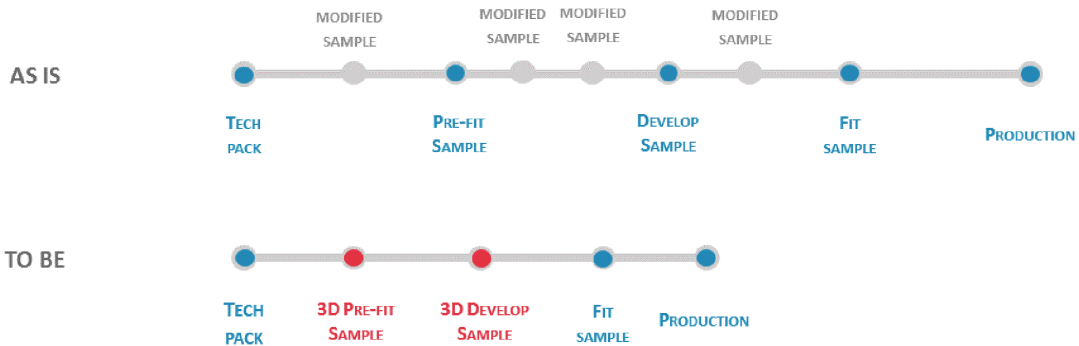 MODIFIED
SAMPLE
MODIFIED
SAMPLE
MODIFIED
SAMPLE
MODIFIED
SAMPLE
AS IS
TECH
PACK
PRE-FIT
SAMPLE
DEVELOP
SAMPLE
FIT
SAMPLE
PRODUCTION
TO BE
TECH
PACK
3D PRE-FIT
SAMPLE
3D DEVELOP
SAMPLE
FIT
SAMPLE
PRODUCTION